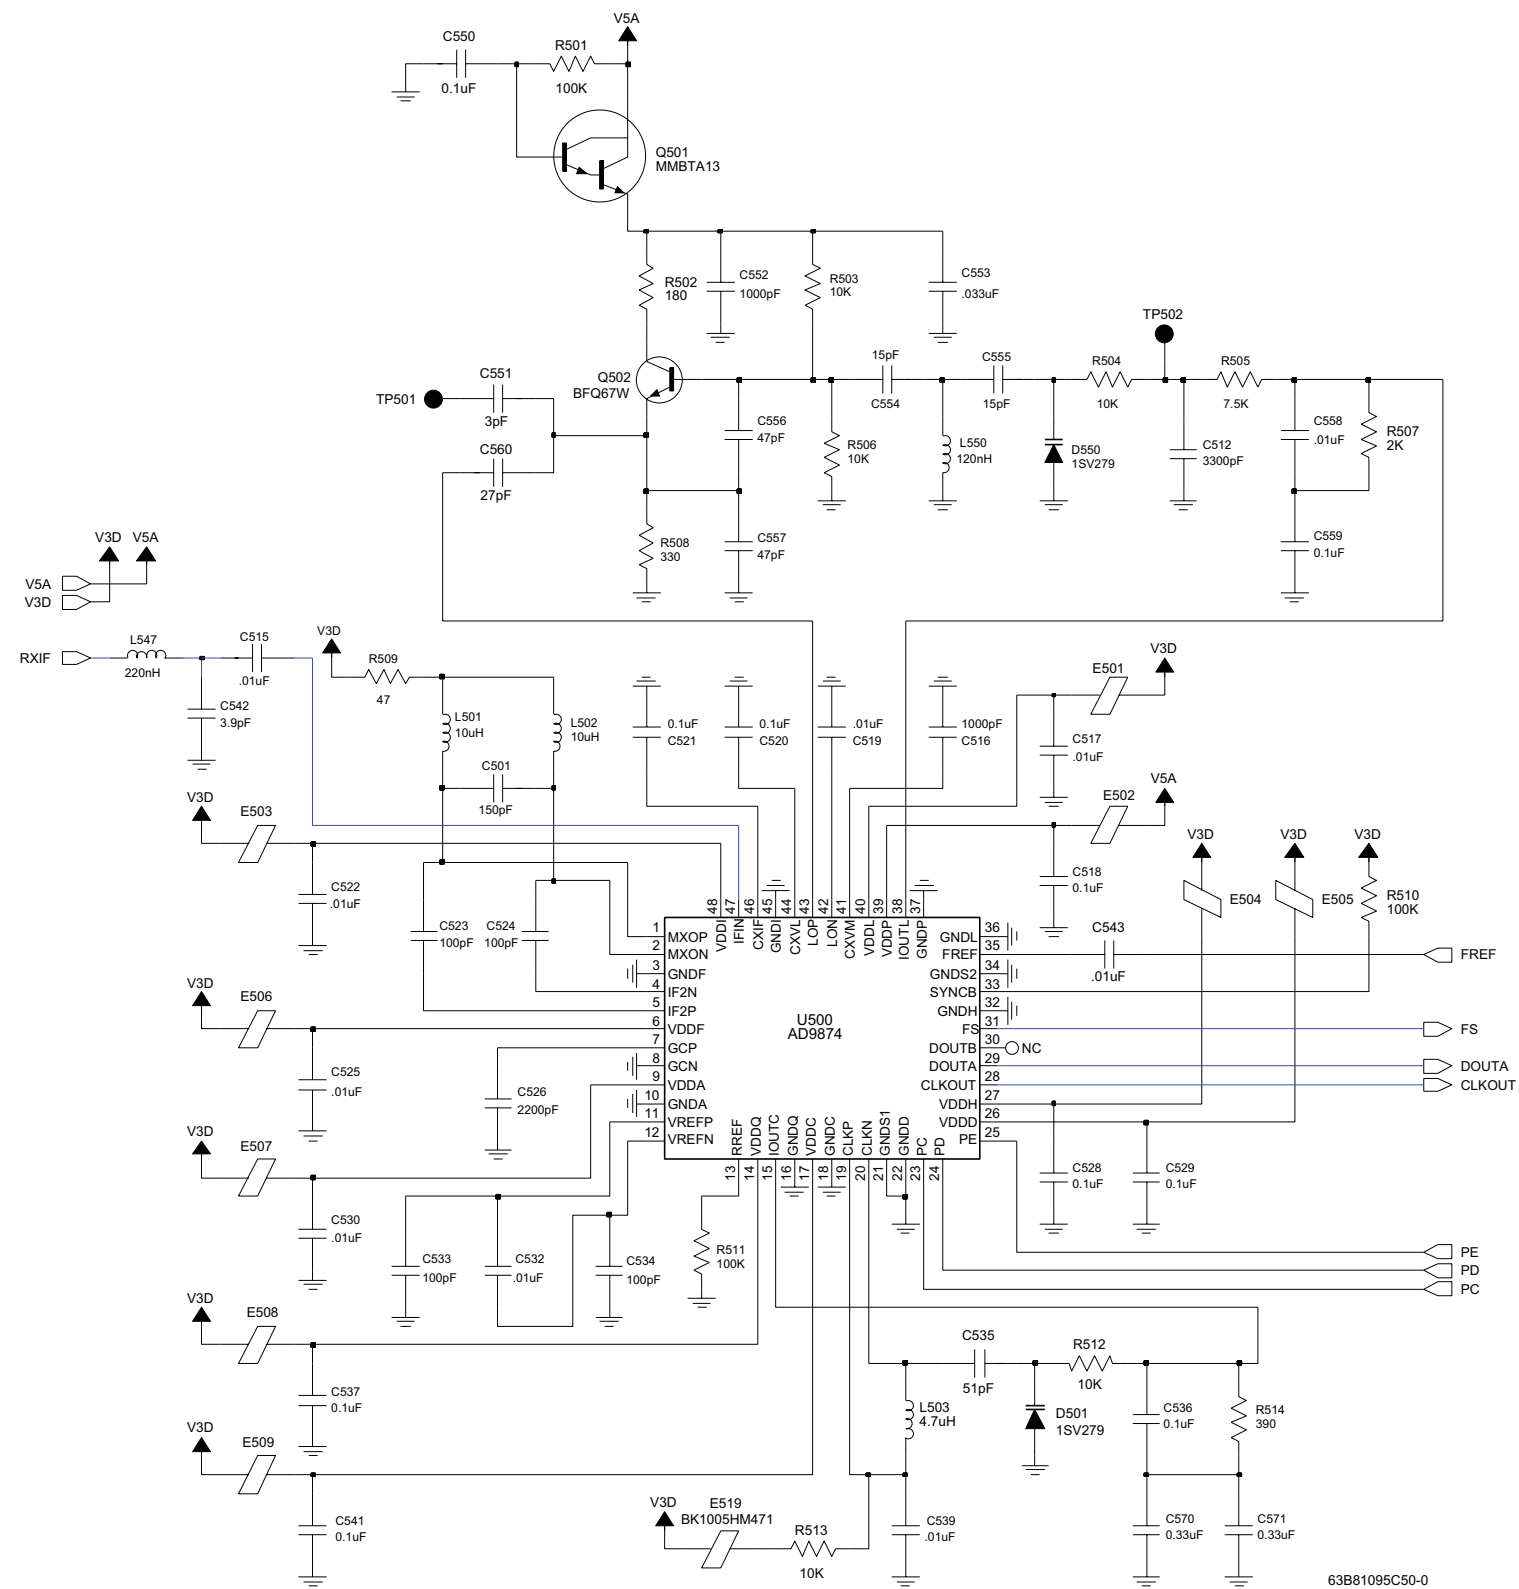 V5A
C550
R501
0.1uF
100K
Q501
MMBTA13
C552
1000pF
R502
180
R503
10K
C553
.033uF
TP502
15pF
C555
R504
R505
C551
Q502
BFQ67W
TP501
C554
15pF
10K
7.5K
3pF
C556
47pF
C558
.01uF
R507
2K
C560
R506
10K
L550
120nH
D550
1SV279
C512
3300pF
27pF
R508
330
C557
47pF
C559
0.1uF
V3D V5A
V5A
V3D
L547
C515
V3D
R509
V3D
RXIF
E501
220nH
.01uF
47
C542
3.9pF
L501
10uH
L502
10uH
0.1uF
C521
0.1uF
C520
.01uF
C519
1000pF
C516
C517
.01uF
C501
V5A
150pF
V3D
E503
E502
V3D V3D V3D
C518
0.1uF
C522
.01uF
E504
E505
R510
100K
C523
100pF
C524
100pF
48 47 46 45 44 43 42 41 40 39 38 37
VDDI IFIN CXIF GNDI CXVL LOP LON CXVM VDDL VDDP IOUTL GNDP
1 MXOP
2 MXON
3 GNDF
4 IF2N
5 IF2P
6 VDDF
7 GCP
8 GCN
9 VDDA
10 GNDA
11 VREFP
12 VREFN
U500
AD9874
GNDL 36
FREF 35
GNDS2 34
SYNCB 33
GNDH 32
FS 31
DOUTB 30
DOUTA 29
CLKOUT 28
VDDH 27
VDDD 26
PE 25
RREF VDDQ IOUTC GNDQ VDDC GNDC CLKP CLKN GNDS1 GNDD PC PD
13 14 15 16 17 18 19 20 21 22 23 24
C543
.01uF
FREF
FS
NC
DOUTA
CLKOUT
V3D
E506
C525
.01uF
C526
2200pF
V3D
E507
C528
0.1uF
C529
0.1uF
C530
.01uF
C533
100pF
C532
.01uF
C534
100pF
R511
100K
PE
PD
PC
V3D
E508
C535
R512
51pF
10K
C537
0.1uF
L503
4.7uH
D501
1SV279
C536
0.1uF
R514
390
V3D
E509
V3D
E519
BK1005HM471
R513
10K
C541
0.1uF
C539
.01uF
C570
0.33uF
C571
0.33uF
63B81095C50-0